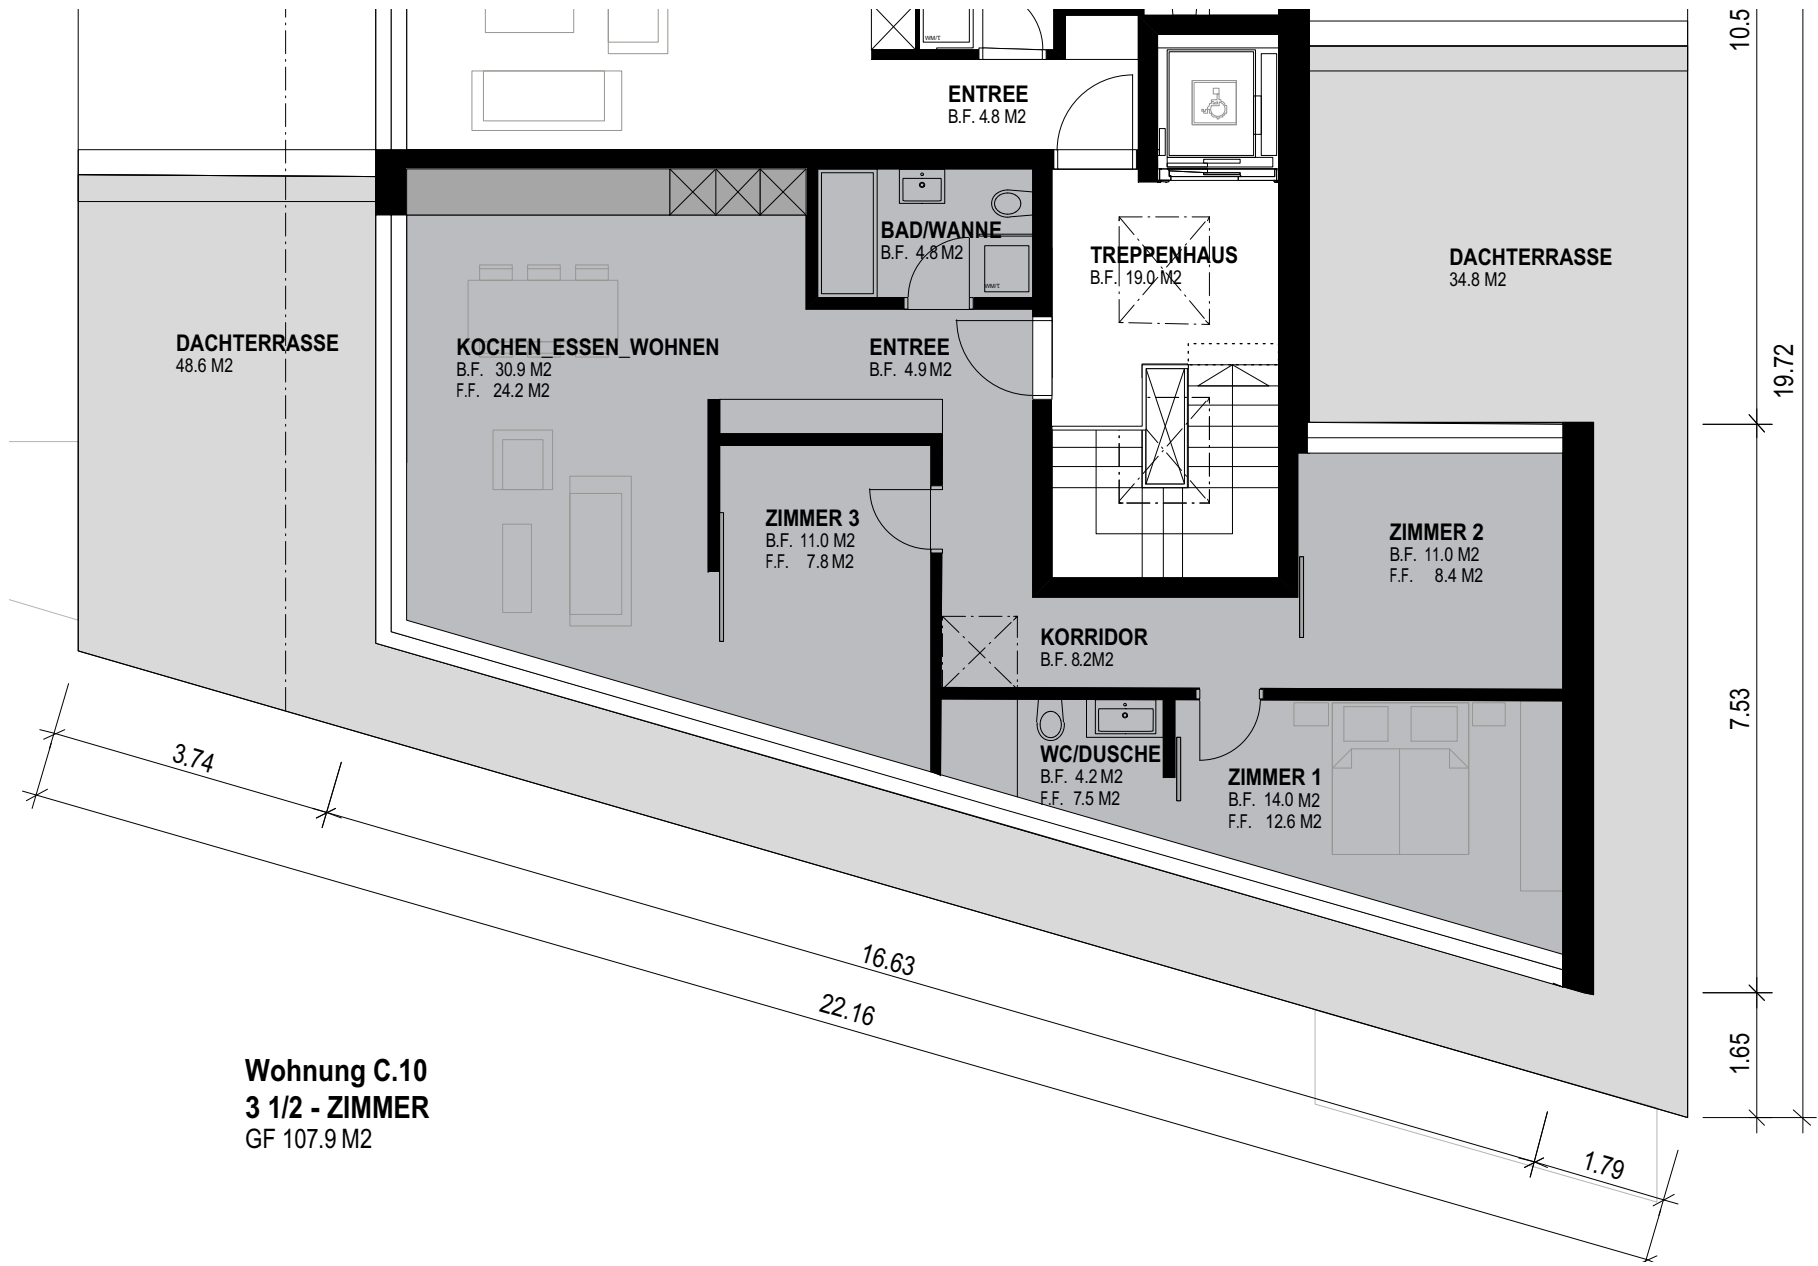 10.5
WM/T.
ENTREE
B.F. 4.8 M2
BAD/WANNE
B.F. 4.8 M2
WM/T.
TREPPENHAUS
B.F. 19.0 M2
DACHTERRASSE
34.8 M2
DACHTERRASSE
48.6 M2
KOCHEN_ESSEN_WOHNEN
B.F. 30.9 M2
F.F. 24.2 M2
ENTREE
B.F. 4.9 M2
19.72
ZIMMER 3
B.F. 11.0 M2
F.F. 7.8 M2
ZIMMER 2
B.F. 11.0 M2
F.F. 8.4 M2
KORRIDOR
B.F. 8.2M2
7.53
WC/DUSCHE
B.F. 4.2 M2
F.F. 7.5 M2
ZIMMER 1
B.F. 14.0 M2
F.F. 12.6 M2
3.74
16.63
22.16
1.65
1.79
Wohnung C.10
3 1/2 - ZIMMER
GF 107.9 M2